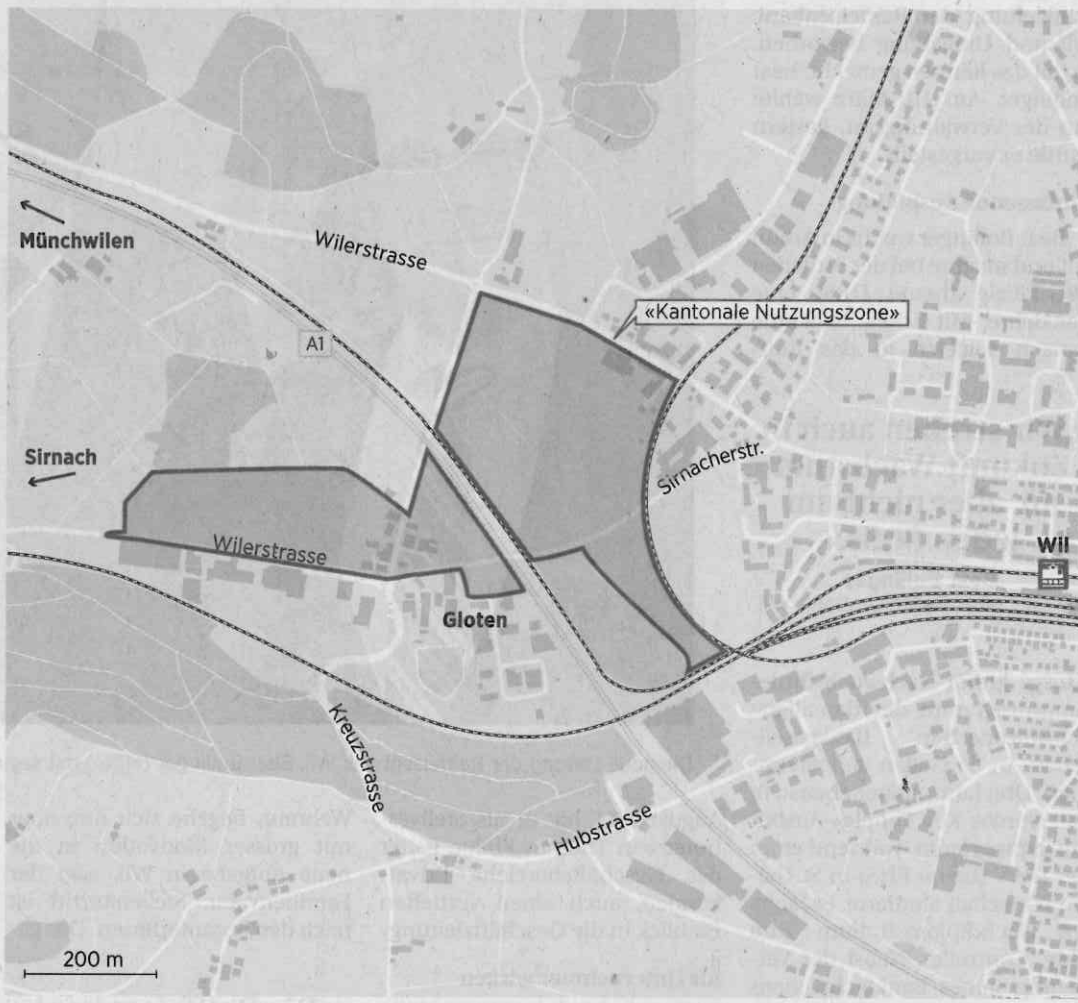 Münchwilen
Wilerstrasse
«Kantonale Nutzungszone»
A1
Sirnach
Sirnacherstr.
Wilerstrasse
Wil
Gloten
Kreuzstrasse
Hubstrasse
200 m